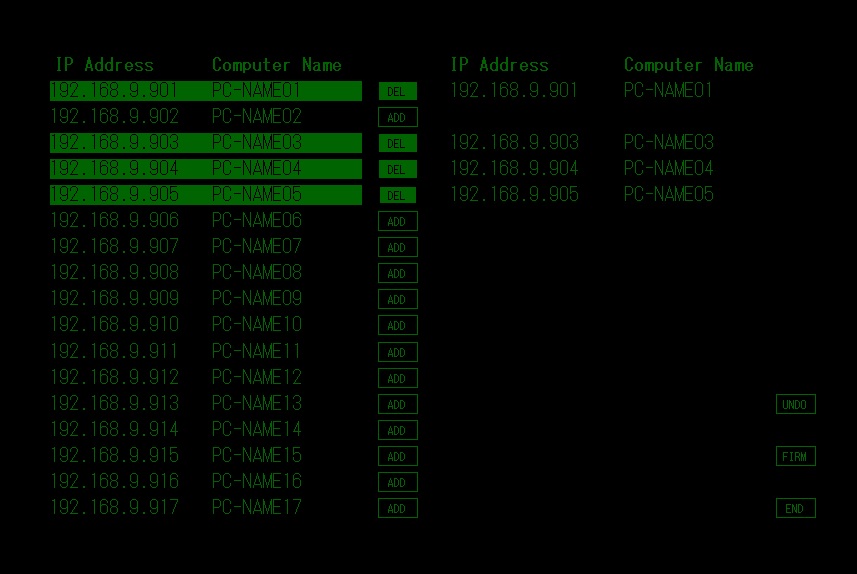 IP Address Computer Name IP Address Computer Name
192.168.9.901 PC-NAME01 DEL 192.168.9.901 PC-NAME01
192.168.9.902 PC-NAME02 ADD
192.168.9.903 PC-NAME03 DEL 192.168.9.903 PC-NAME03
192.168.9.904 PC-NAME04 DEL 192.168.9.904 PC-NAME04
192.168.9.905 PC-NAME05 DEL 192.168.9.905 PC-NAME05
192.168.9.906 PC-NAME06 ADD
192.168.9.907 PC-NAME07 ADD
192.168.9.908 PC-NAME08 ADD
192.168.9.909 PC-NAME09 ADD
192.168.9.910 PC-NAME10 ADD
192.168.9.911 PC-NAME11 ADD
192.168.9.912 PC-NAME12 ADD
192.168.9.913 PC-NAME13 ADD UNDO
192.168.9.914 PC-NAME14 ADD
192.168.9.915 PC-NAME15 ADD FIRM
192.168.9.916 PC-NAME16 ADD
192.168.9.917 PC-NAME17 ADD END